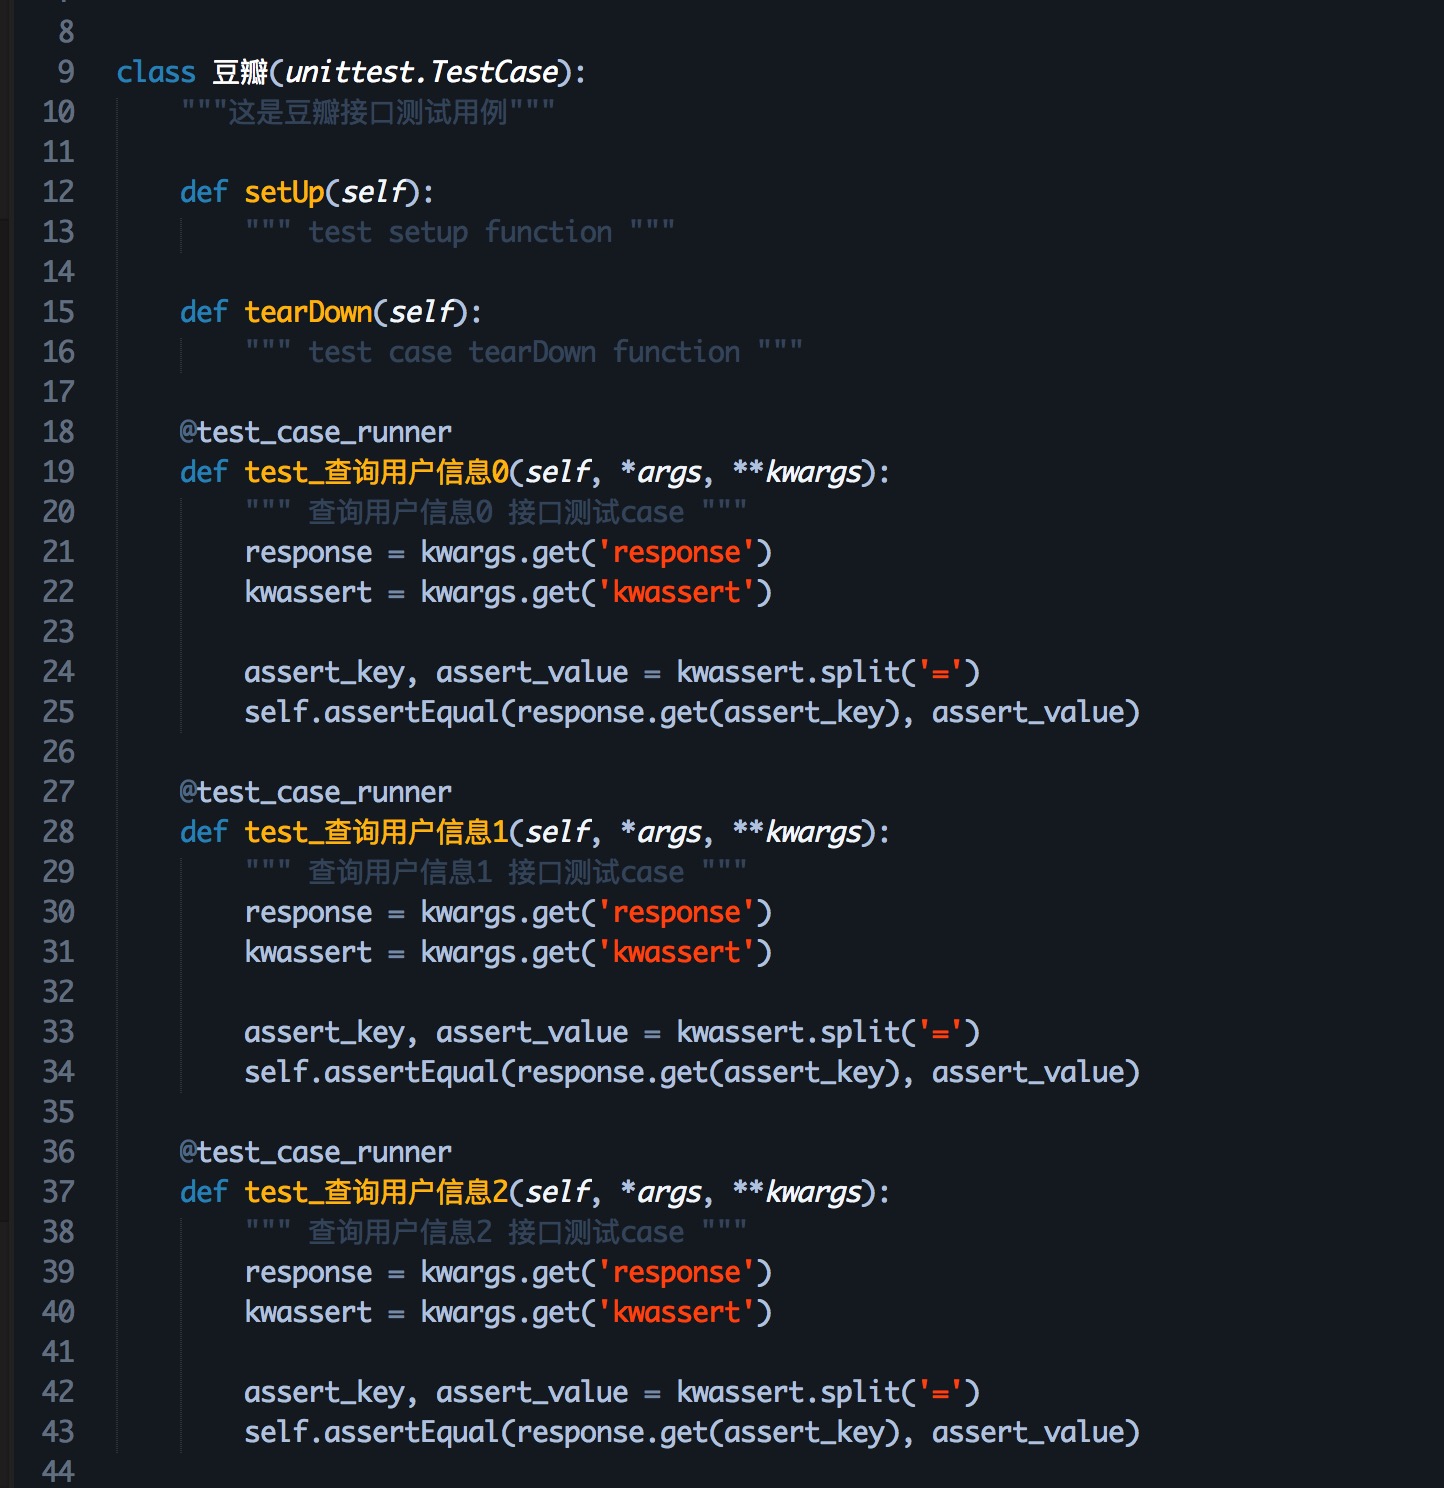 8
9 class 豆瓣(unittest.TestCase):
10 """这是豆瓣接口测试用例"""
11
12 def setUp(self):
13 """ test setup function """
14
15 def tearDown(self):
16 """ test case tearDown function """
17
18 @test_case_runner
19 def test_查询用户信息0(self, *args, **kwargs):
20 """ 查询用户信息0 接口测试case """
21 response = kwargs.get('response')
22 kwassert = kwargs.get('kwassert')
23
24 assert_key, assert_value = kwassert.split('=')
25 self.assertEqual(response.get(assert_key), assert_value)
26
27 @test_case_runner
28 def test_查询用户信息1(self, *args, **kwargs):
29 """ 查询用户信息1 接口测试case """
30 response = kwargs.get('response')
31 kwassert = kwargs.get('kwassert')
32
33 assert_key, assert_value = kwassert.split('=')
34 self.assertEqual(response.get(assert_key), assert_value)
35
36 @test_case_runner
37 def test_查询用户信息2(self, *args, **kwargs):
38 """ 查询用户信息2 接口测试case """
39 response = kwargs.get('response')
40 kwassert = kwargs.get('kwassert')
41
42 assert_key, assert_value = kwassert.split('=')
43 self.assertEqual(response.get(assert_key), assert_value)
44